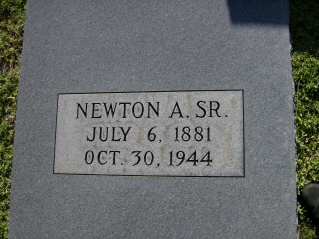 NEWTON A. SR.
JULY 6, 1881
OCT. 30, 1944